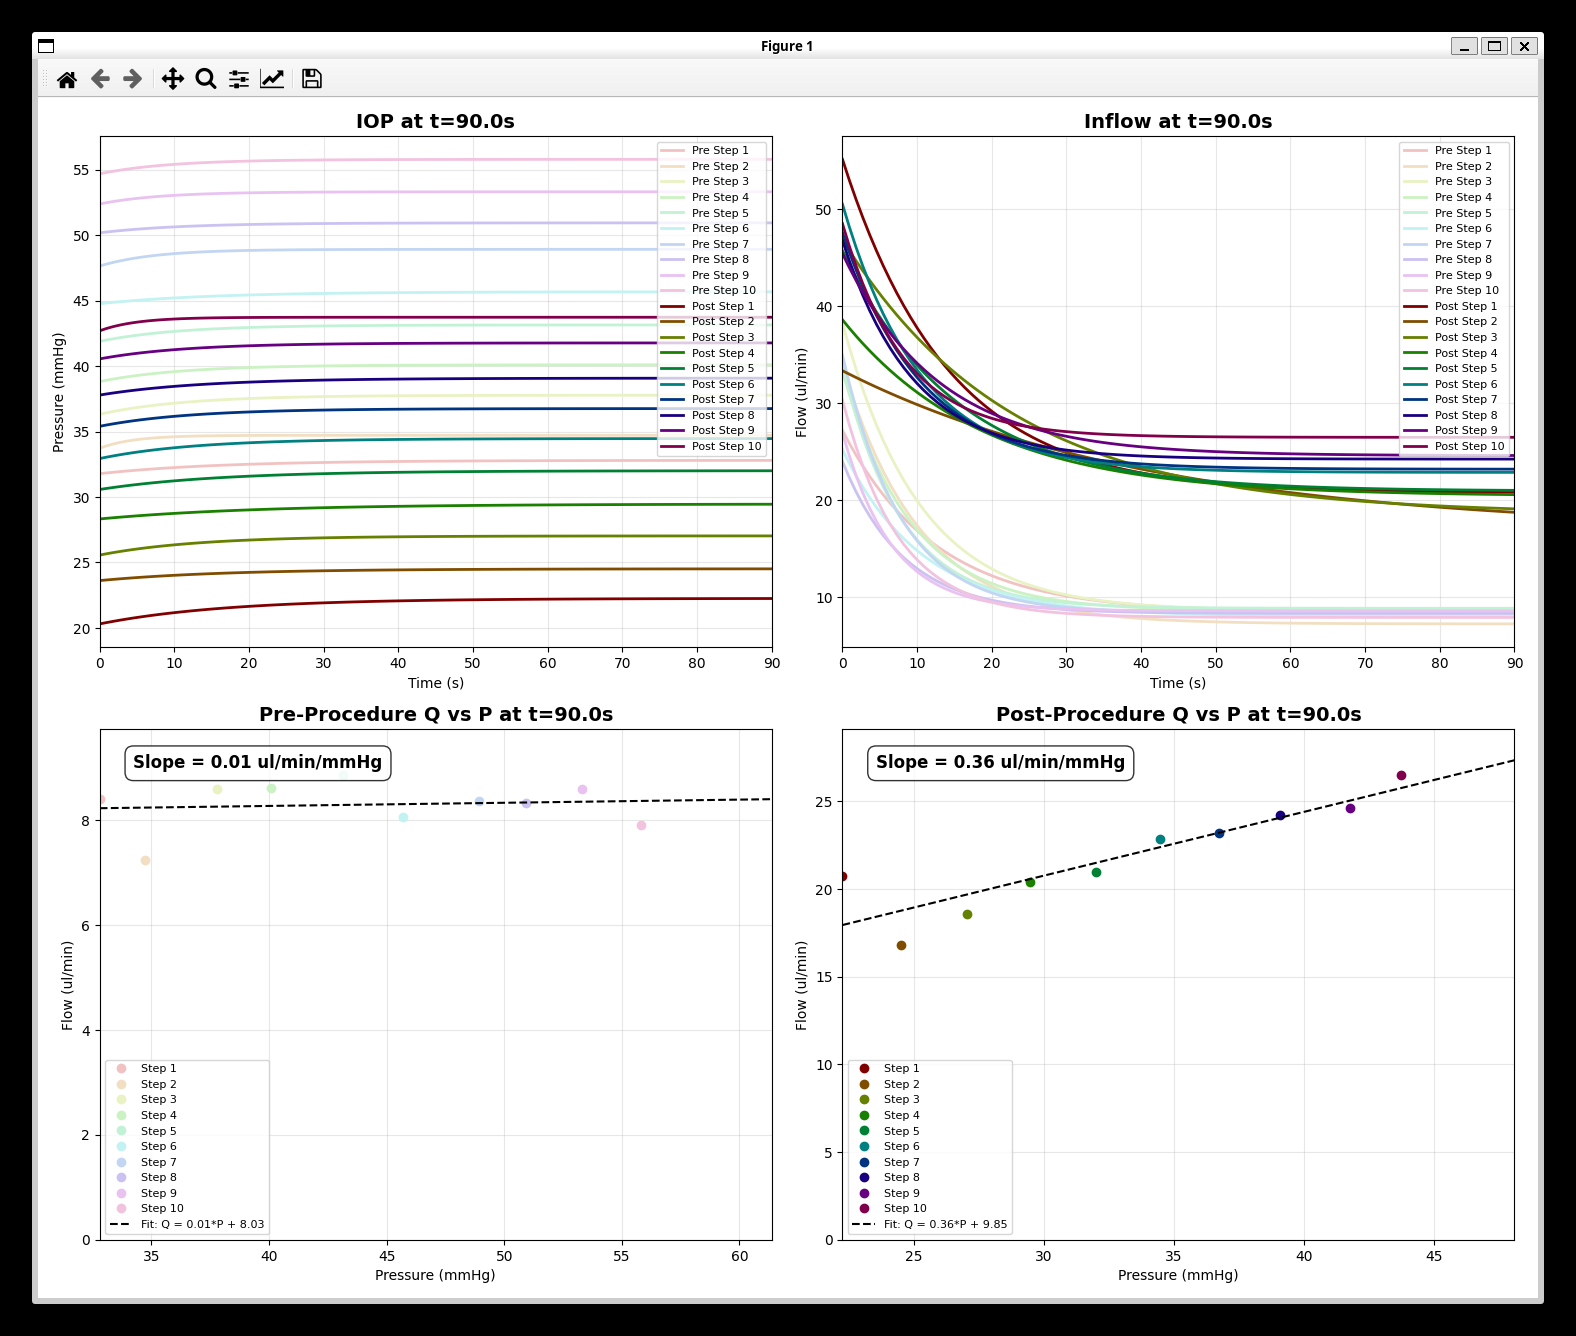 Figure 1
IOP at t=90.0s
55
50
45
40
35
30
25
20
Pressure (mmHg)
0 10 20 30 40 50 60 70 80 90
Time (s)
Pre Step 1
Pre Step 2
Pre Step 3
Pre Step 4
Pre Step 5
Pre Step 6
Pre Step 7
Pre Step 8
Pre Step 9
Pre Step 10
Post Step 1
Post Step 2
Post Step 3
Post Step 4
Post Step 5
Post Step 6
Post Step 7
Post Step 8
Post Step 9
Post Step 10
Inflow at t=90.0s
50
40
30
20
10
Flow (ul/min)
0 10 20 30 40 50 60 70 80 90
Time (s)
Pre Step 1
Pre Step 2
Pre Step 3
Pre Step 4
Pre Step 5
Pre Step 6
Pre Step 7
Pre Step 8
Pre Step 9
Pre Step 10
Post Step 1
Post Step 2
Post Step 3
Post Step 4
Post Step 5
Post Step 6
Post Step 7
Post Step 8
Post Step 9
Post Step 10
Pre-Procedure Q vs P at t=90.0s
Slope = 0.01 ul/min/mmHg
8
6
4
2
0
Flow (ul/min)
Step 1
Step 2
Step 3
Step 4
Step 5
Step 6
Step 7
Step 8
Step 9
Step 10
Fit: Q = 0.01*P + 8.03
35 40 45 50 55 60
Pressure (mmHg)
Post-Procedure Q vs P at t=90.0s
Slope = 0.36 ul/min/mmHg
25
20
15
10
5
0
Flow (ul/min)
Step 1
Step 2
Step 3
Step 4
Step 5
Step 6
Step 7
Step 8
Step 9
Step 10
Fit: Q = 0.36*P + 9.85
25 30 35 40 45
Pressure (mmHg)